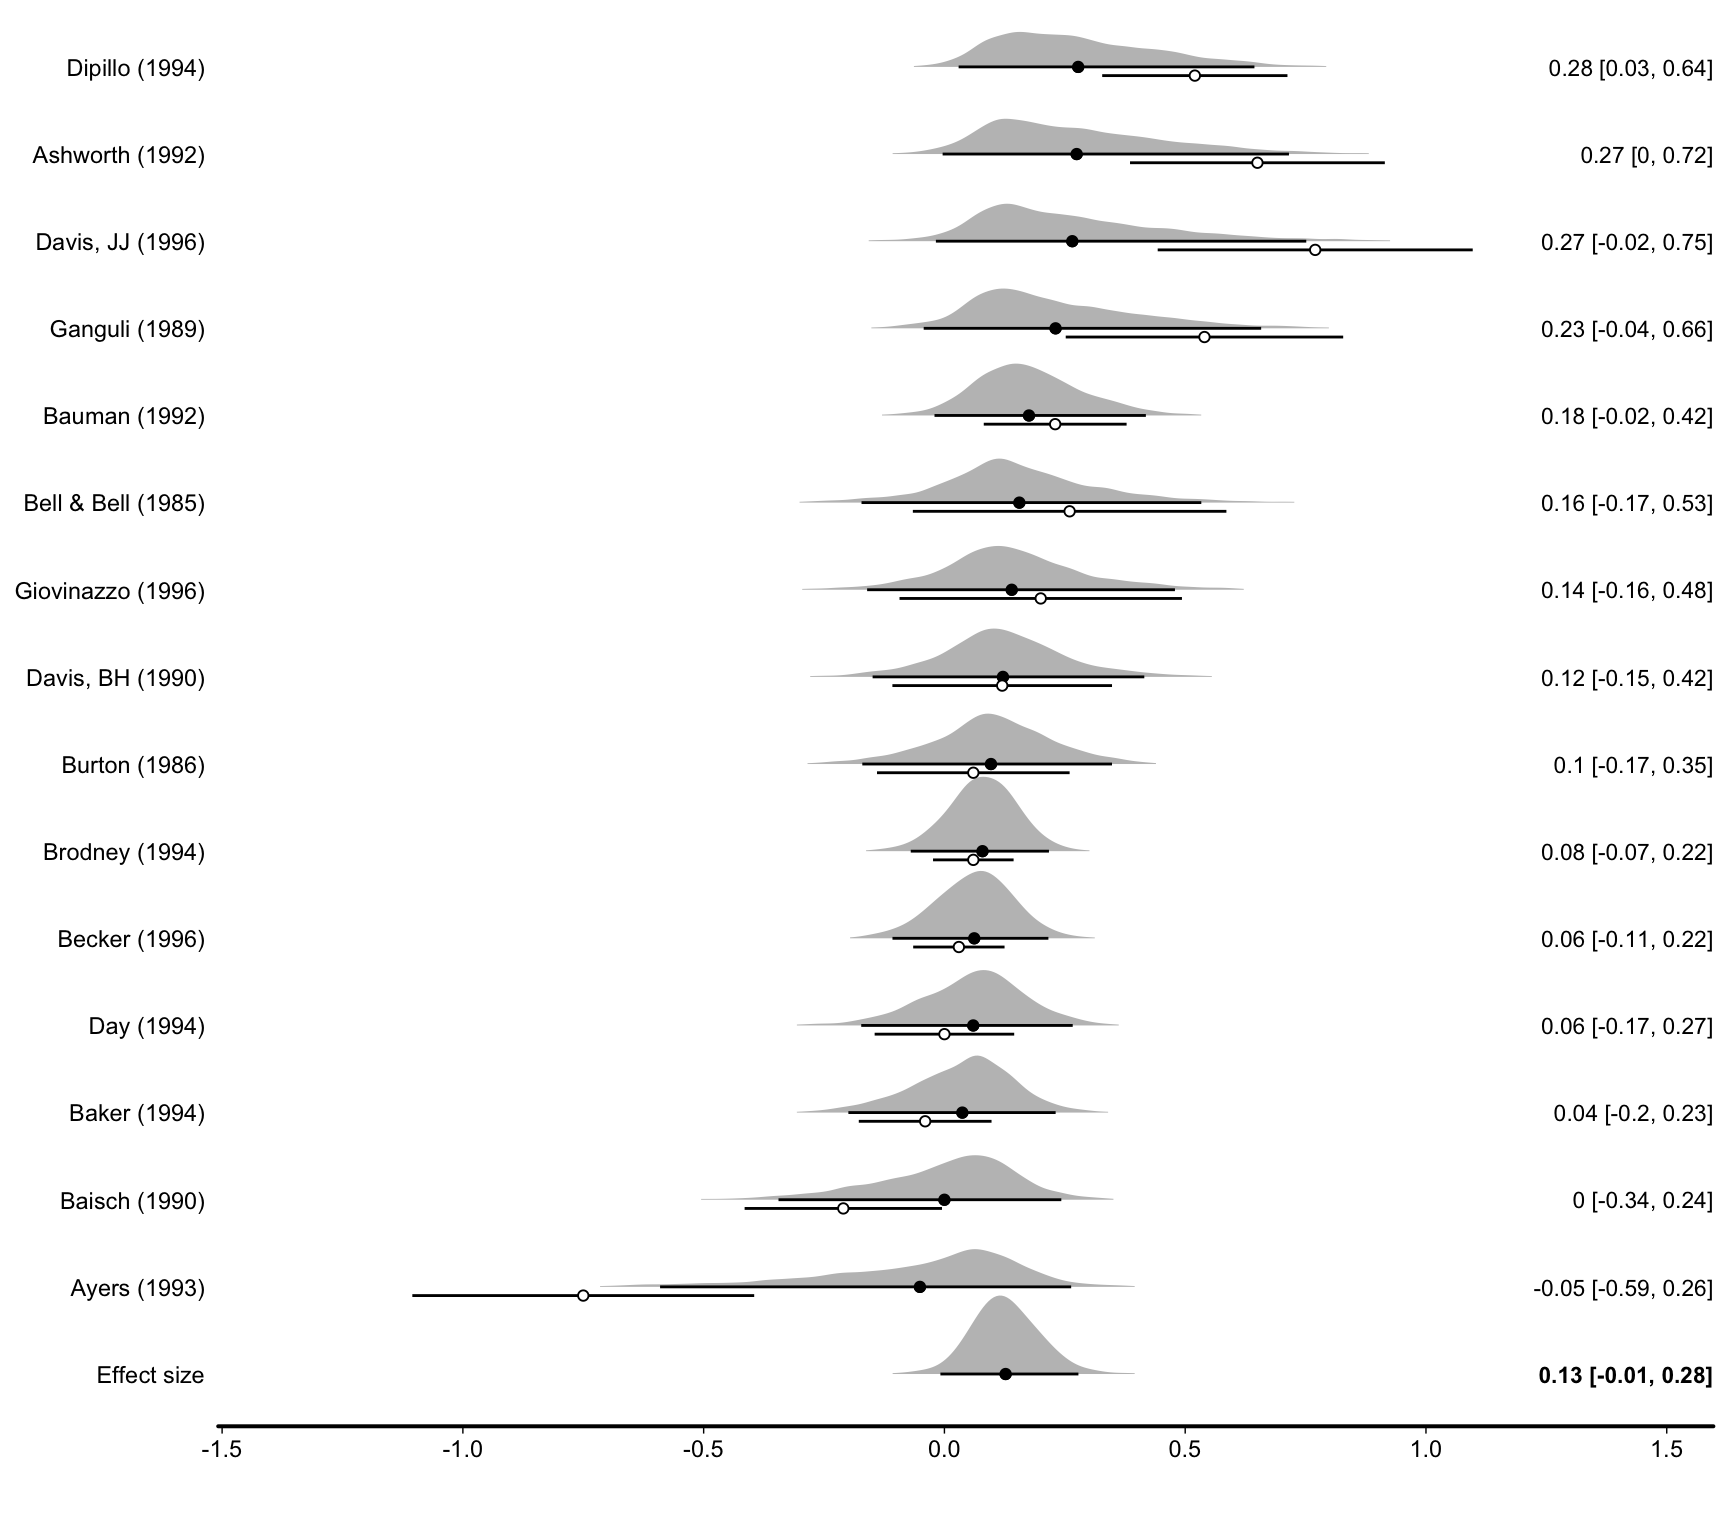 Dipillo (1994) 0.28 [0.03, 0.64]
Ashworth (1992) 0.27 [0, 0.72]
Davis, JJ (1996) 0.27 [-0.02, 0.75]
Ganguli (1989) 0.23 [-0.04, 0.66]
Bauman (1992) 0.18 [-0.02, 0.42]
Bell & Bell (1985) 0.16 [-0.17, 0.53]
Giovinazzo (1996) 0.14 [-0.16, 0.48]
Davis, BH (1990) 0.12 [-0.15, 0.42]
Burton (1986) 0.1 [-0.17, 0.35]
Brodney (1994) 0.08 [-0.07, 0.22]
Becker (1996) 0.06 [-0.11, 0.22]
Day (1994) 0.06 [-0.17, 0.27]
Baker (1994) 0.04 [-0.2, 0.23]
Baisch (1990) 0 [-0.34, 0.24]
Ayers (1993) -0.05 [-0.59, 0.26]
Effect size 0.13 [-0.01, 0.28]
-1.5 -1.0 -0.5 0.0 0.5 1.0 1.5